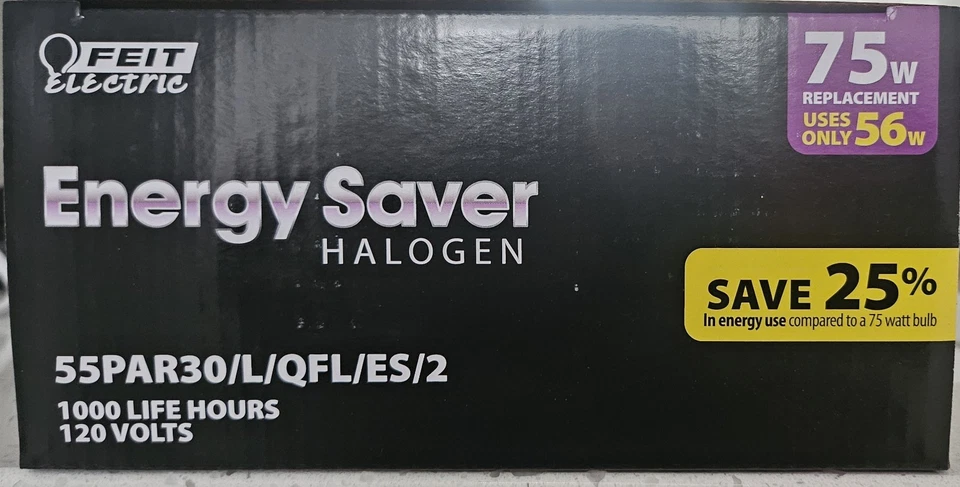 FEIT
ELECTRIC
75W
REPLACEMENT
USES
ONLY 56W
Energy Saver
HALOGEN
SAVE 25%
In energy use compared to a 75 watt bulb
55PAR30/L/QFL/ES/2
1000 LIFE HOURS
120 VOLTS